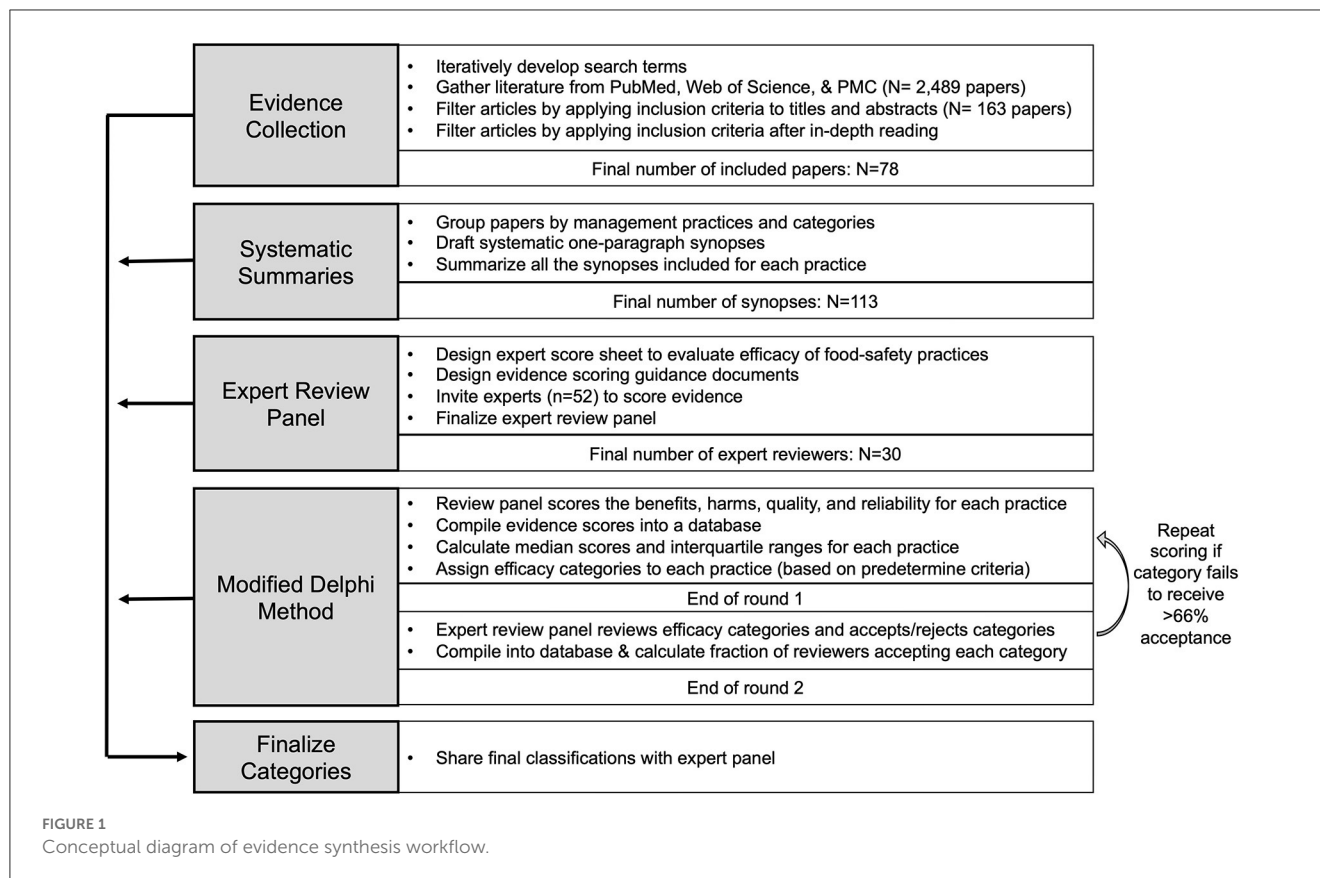 Evidence
Collection
• Iteratively develop search terms
• Gather literature from PubMed, Web of Science, & PMC (N= 2,489 papers)
• Filter articles by applying inclusion criteria to titles and abstracts (N= 163 papers)
• Filter articles by applying inclusion criteria after in-depth reading
Final number of included papers: N=78
Systematic
Summaries
• Group papers by management practices and categories
• Draft systematic one-paragraph synopses
• Summarize all the synopses included for each practice
Final number of synopses: N=113
Expert Review
Panel
• Design expert score sheet to evaluate efficacy of food-safety practices
• Design evidence scoring guidance documents
• Invite experts (n=52) to score evidence
• Finalize expert review panel
Final number of expert reviewers: N=30
Modified Delphi
Method
• Review panel scores the benefits, harms, quality, and reliability for each practice
• Compile evidence scores into a database
• Calculate median scores and interquartile ranges for each practice
• Assign efficacy categories to each practice (based on predetermine criteria)
End of round 1
• Expert review panel reviews efficacy categories and accepts/rejects categories
• Compile into database & calculate fraction of reviewers accepting each category
End of round 2
Repeat
scoring if
category fails
to receive
>66%
acceptance
Finalize
Categories
• Share final classifications with expert panel
FIGURE 1
Conceptual diagram of evidence synthesis workflow.